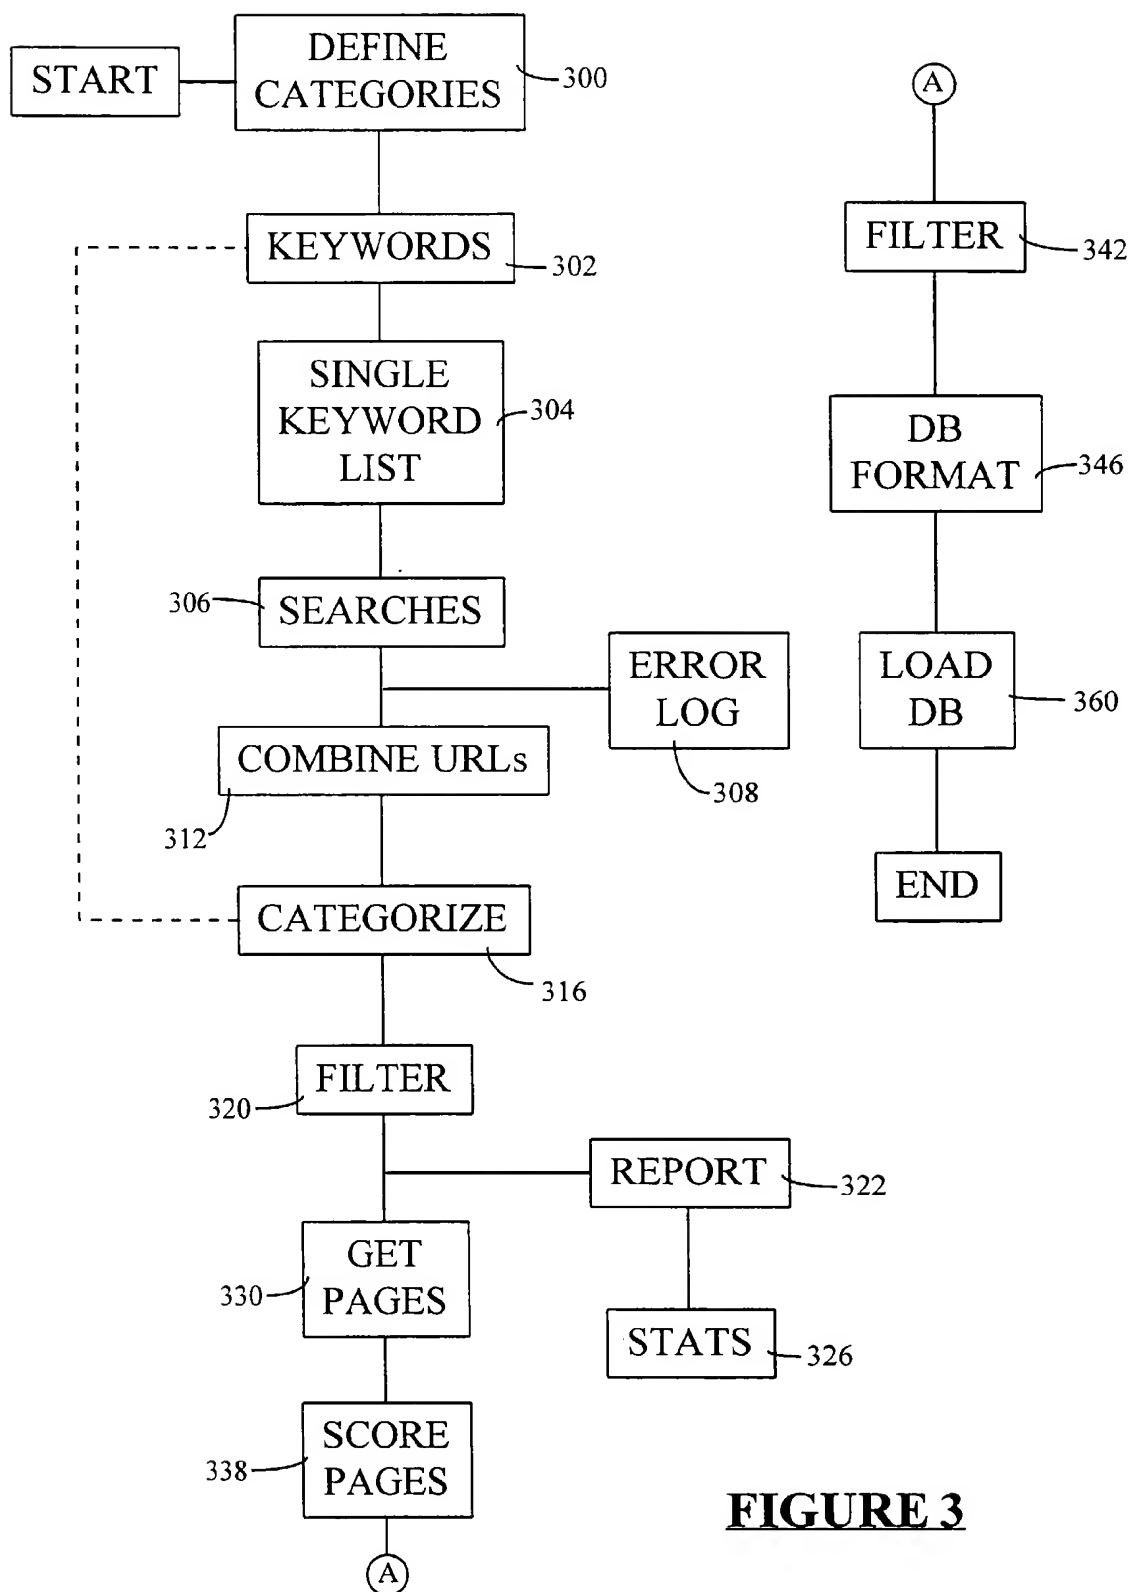 START
DEFINE
CATEGORIES
300
KEYWORDS
302
SINGLE
KEYWORD
LIST
304
306
SEARCHES
ERROR
LOG
308
COMBINE URLs
312
CATEGORIZE
316
FILTER
320
REPORT
322
GET
PAGES
330
STATS
326
SCORE
PAGES
338
A
A
FILTER
342
DB
FORMAT
346
LOAD
DB
360
END
FIGURE 3